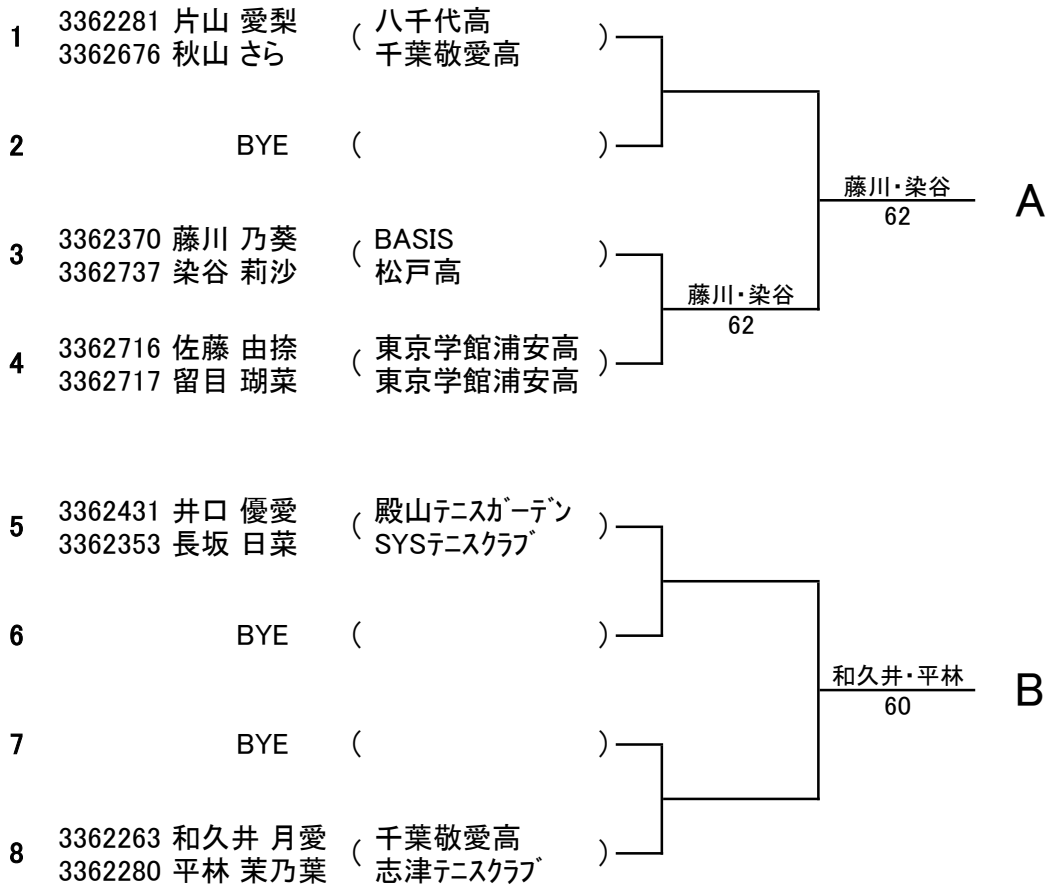 1 3362281 片山 愛梨 ( 八千代高 )
3362676 秋山 さら 千葉敬愛高
2 BYE ( )
藤川・染谷 A
62
3 3362370 藤川 乃葵 ( BASIS )
3362737 染谷 莉沙 松戸高
藤川・染谷
62
4 3362716 佐藤 由捺 ( 東京学館浦安高 )
3362717 留目 瑚菜 東京学館浦安高
5 3362431 井口 優愛 ( 殿山テニスガーデン )
3362353 長坂 日菜 SYSテニスクラブ
6 BYE ( )
和久井・平林 B
60
7 BYE ( )
8 3362263 和久井 月愛 ( 千葉敬愛高 )
3362280 平林 茉乃葉 志津テニスクラブ